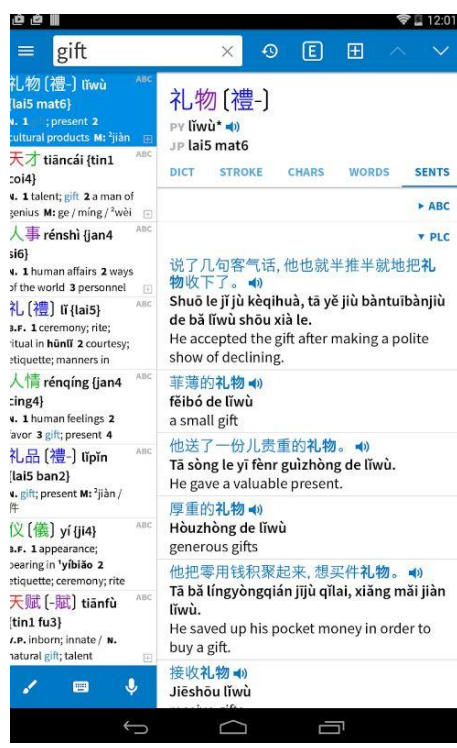 12:01
gift
E
礼物 (禮-) lǐwù ABC
{lai5 mat6}
N. 1 gift; present 2
cultural products M: ²jiàn
天才 tiāncái {tin1 ABC
coi4}
N. 1 talent; gift 2 a man of
genius M: ge / míng / ²wèi
人事 rénshì {jan4 ABC
si6}
N. 1 human affairs 2 ways
of the world 3 personnel
礼 (禮) lǐ {lai5} ABC
B.F. 1 ceremony; rite;
ritual in hūnlǐ 2 courtesy;
etiquette; manners in
人情 rénqíng {jan4 ABC
cing4}
N. 1 human feelings 2
favor 3 gift; present 4
礼品 (禮-) lǐpǐn ABC
{lai5 ban2}
N. gift; present M: ²jiàn /
件
仪 (儀) yí {ji4} ABC
B.F. 1 appearance;
bearing in ¹yíbiǎo 2
etiquette; ceremony; rite
天赋 (-賦) tiānfù ABC
{tin1 fu3}
V.P. inborn; innate / N.
natural gift; talent
礼物 (禮-)
PY lǐwù*
JP lai5 mat6
DICT STROKE CHARS WORDS SENTS
ABC
PLC
说了几句客气话, 他也就半推半就地把礼
物收下了。
Shuō le jǐ jù kèqihuà, tā yě jiù bàntuībànjiù
de bǎ lǐwù shōu xià le.
He accepted the gift after making a polite
show of declining.
菲薄的礼物
fěibó de lǐwù
a small gift
他送了一份儿贵重的礼物。
Tā sòng le yī fènr guìzhòng de lǐwù.
He gave a valuable present.
厚重的礼物
Hòuzhòng de lǐwù
generous gifts
他把零用钱积聚起来, 想买件礼物。
Tā bǎ língyòngqián jījù qǐlai, xiǎng mǎi jiàn
lǐwù.
He saved up his pocket money in order to
buy a gift.
接收礼物
Jiēshōu lǐwù